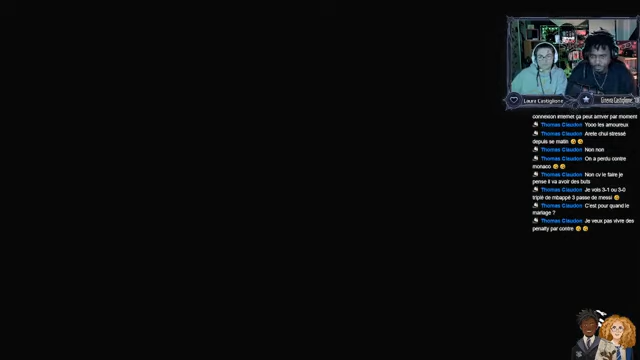 Laura Castiglione
connexion internet ça peut arriver par moment
Thomas Claudon Yooo les amoureux
Thomas Claudon Arete chui stressé
depuis se matin
Thomas Claudon Non non
Thomas Claudon On a perdu contre
monaco
Thomas Claudon Non cv le faire je
pense il va avoir des buts
Thomas Claudon Je vois 3-1 ou 3-0
triplé de mbappé 3 passe de messi
Thomas Claudon C'est pour quand le
mariage ?
Thomas Claudon Je veux pas vivre des
penalty par contre